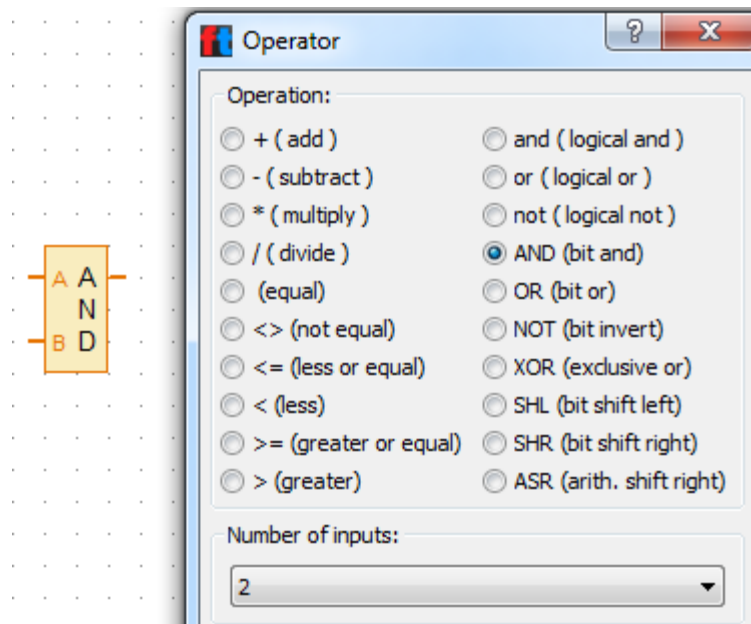 ft Operator ?
Operation:
+ ( add )
- ( subtract )
* ( multiply )
/ ( divide )
(equal)
<> (not equal)
<= (less or equal)
< (less)
>= (greater or equal)
> (greater)
and ( logical and )
or ( logical or )
not ( logical not )
AND (bit and)
OR (bit or)
NOT (bit invert)
XOR (exclusive or)
SHL (bit shift left)
SHR (bit shift right)
ASR (arith. shift right)
Number of inputs:
2
A A
N
B D